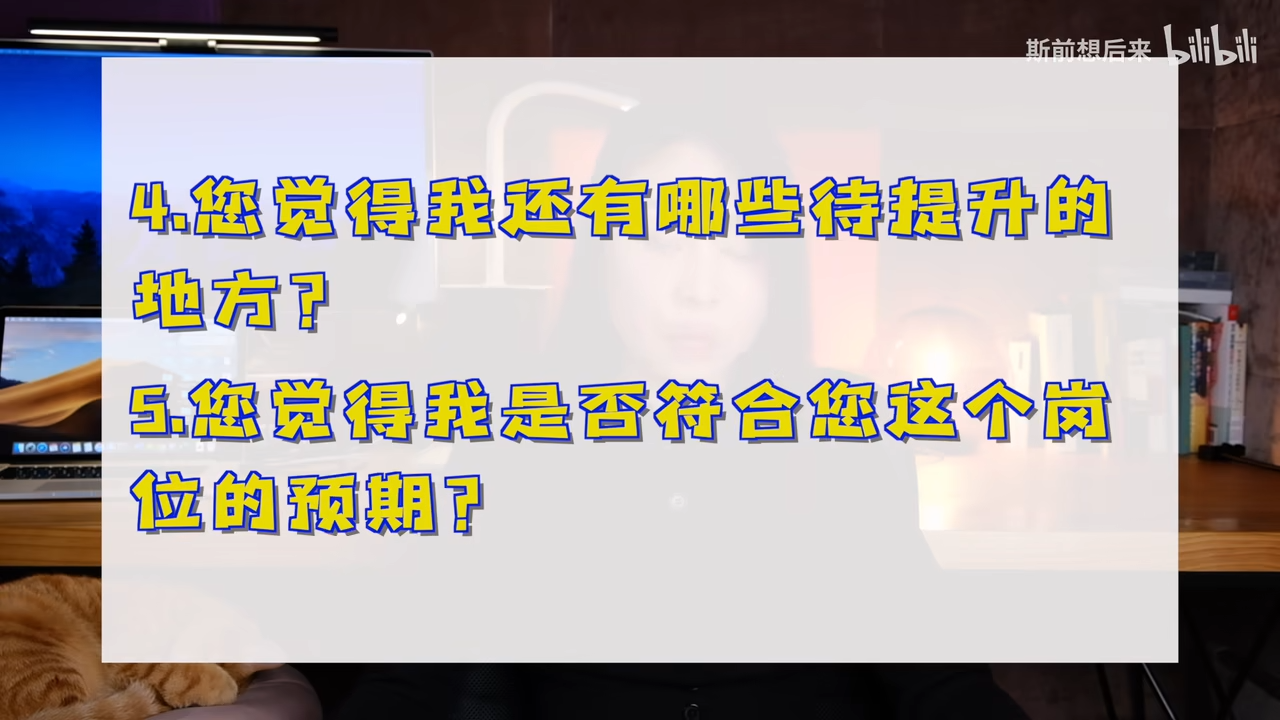 斯前想后来 bilibili
4.您觉得我还有哪些待提升的
地方?
5.您觉得我是否符合您这个岗
位的预期?